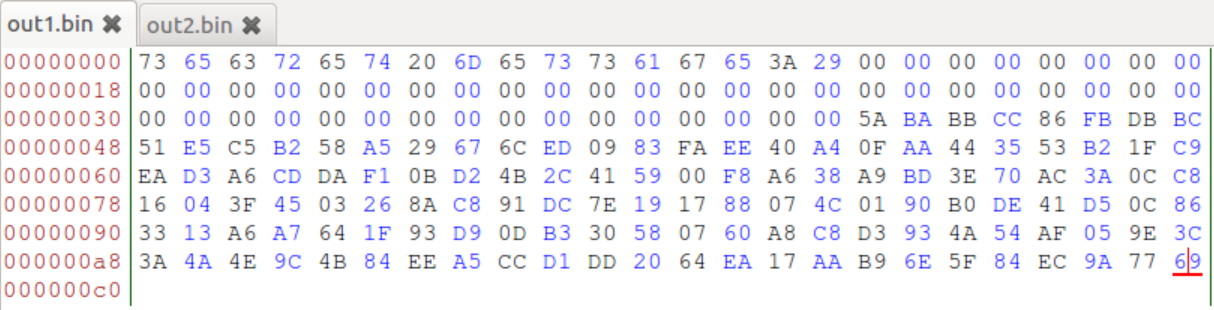 out1.bin ✖ out2.bin ✖
00000000 73 65 63 72 65 74 20 6D 65 73 73 61 67 65 3A 29 00 00 00 00 00 00 00 00
00000018 00 00 00 00 00 00 00 00 00 00 00 00 00 00 00 00 00 00 00 00 00 00 00 00
00000030 00 00 00 00 00 00 00 00 00 00 00 00 00 00 00 00 5A BA BB CC 86 FB DB BC
00000048 51 E5 C5 B2 58 A5 29 67 6C ED 09 83 FA EE 40 A4 0F AA 44 35 53 B2 1F C9
00000060 EA D3 A6 CD DA F1 0B D2 4B 2C 41 59 00 F8 A6 38 A9 BD 3E 70 AC 3A 0C C8
00000078 16 04 3F 45 03 26 8A C8 91 DC 7E 19 17 88 07 4C 01 90 B0 DE 41 D5 0C 86
00000090 33 13 A6 A7 64 1F 93 D9 0D B3 30 58 07 60 A8 C8 D3 93 4A 54 AF 05 9E 3C
000000a8 3A 4A 4E 9C 4B 84 EE A5 CC D1 DD 20 64 EA 17 AA B9 6E 5F 84 EC 9A 77 69
000000c0